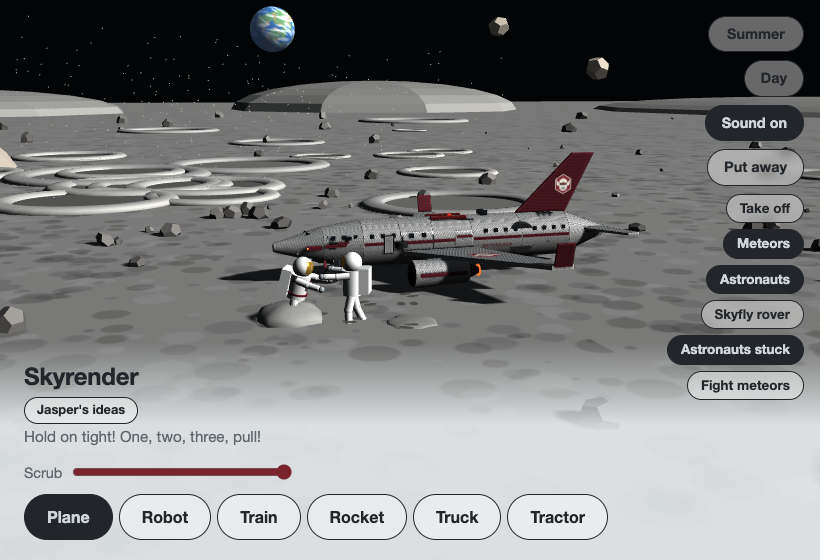 Summer
Day
Sound on
Put away
Take off
Meteors
Astronauts
Skyfly rover
Astronauts stuck
Fight meteors
Skyrender
Jasper's ideas
Hold on tight! One, two, three, pull!
Scrub
Plane Robot Train Rocket Truck Tractor